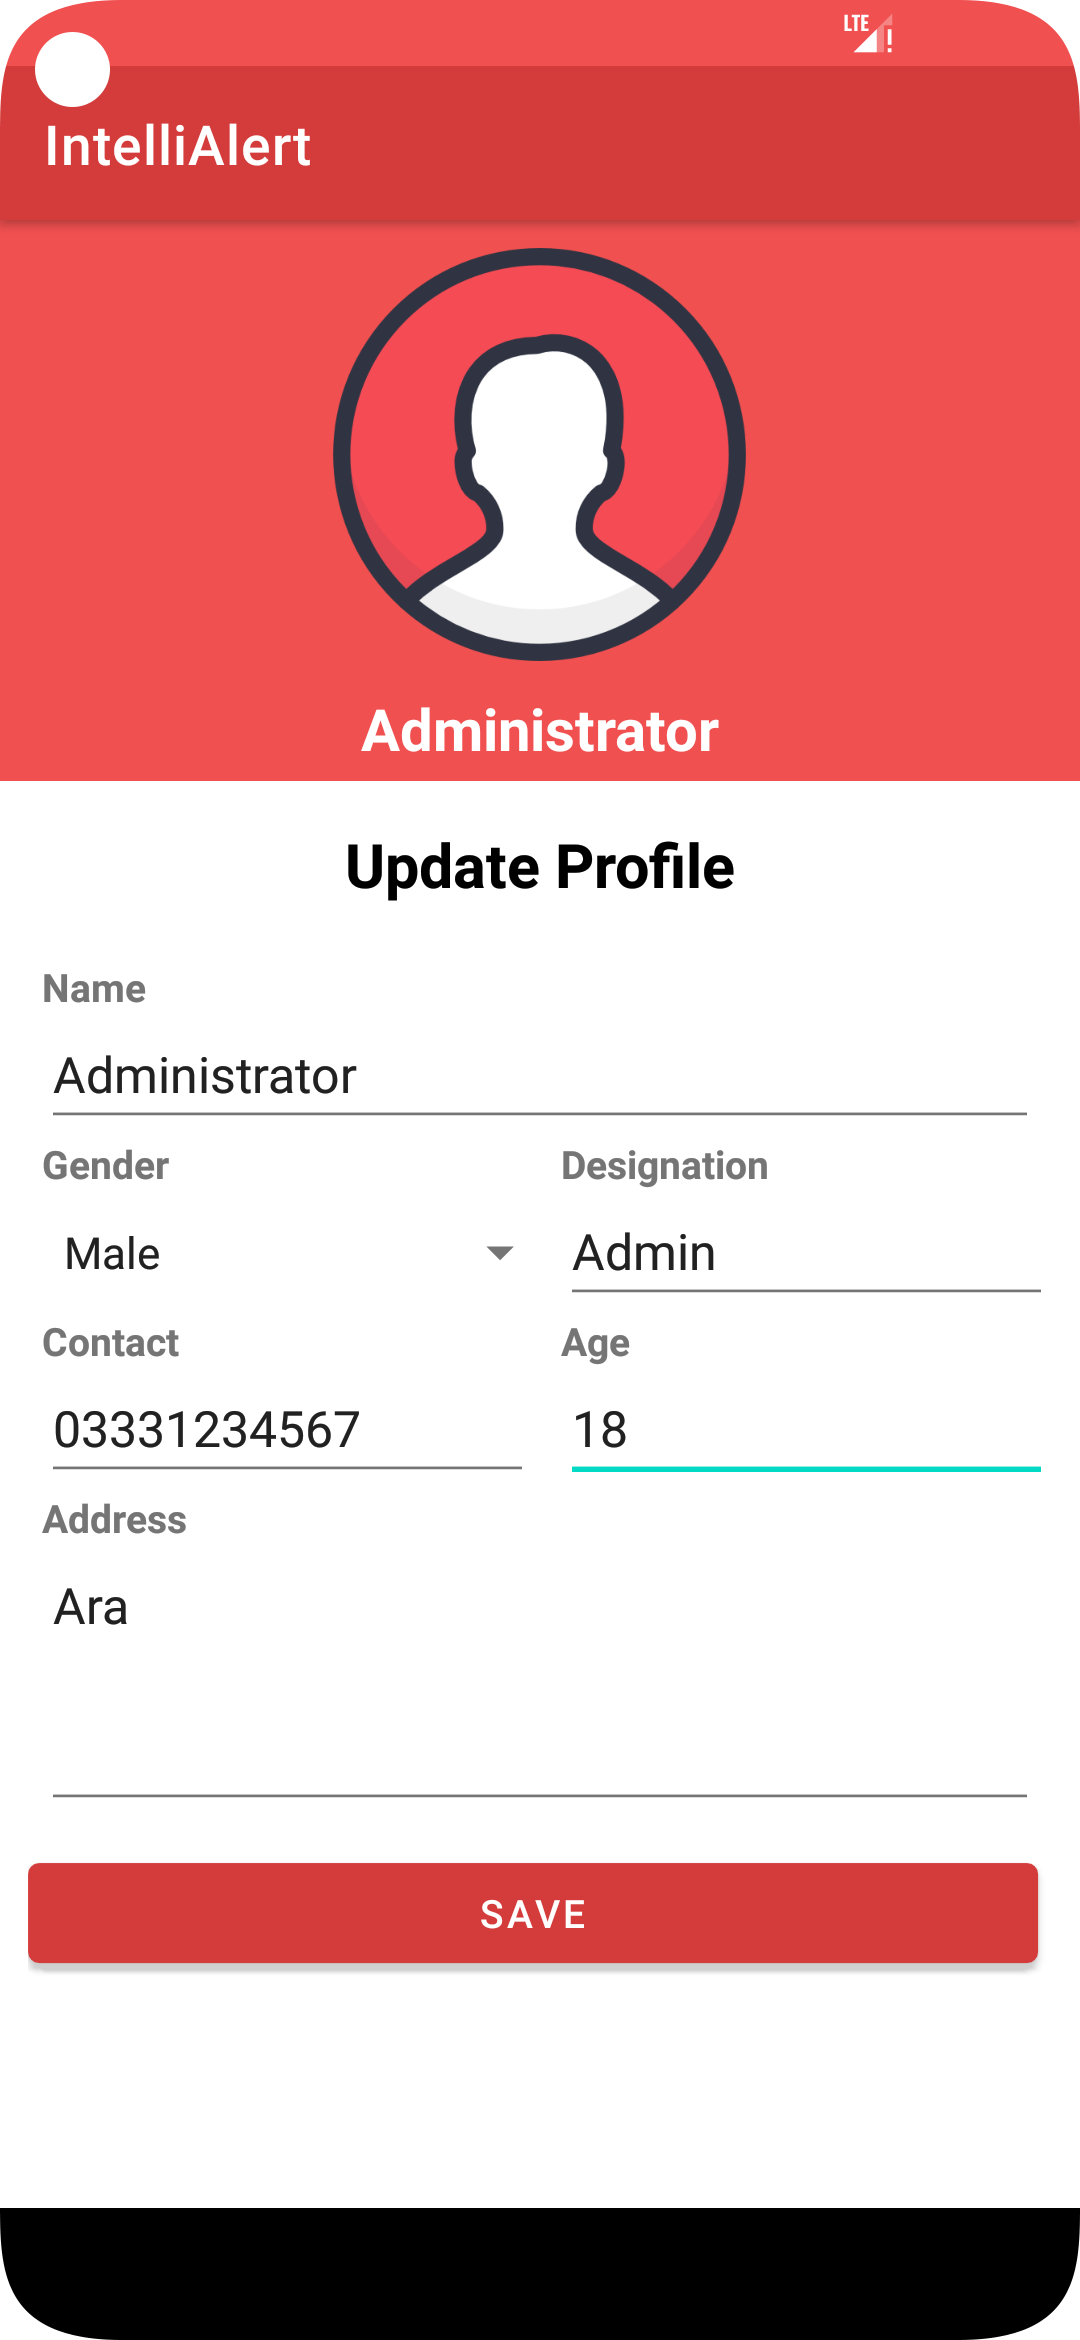 LTE
IntelliAlert
Administrator
Update Profile
Name
Administrator
Gender Designation
Male Admin
Contact Age
03331234567 18
Address
Ara
SAVE